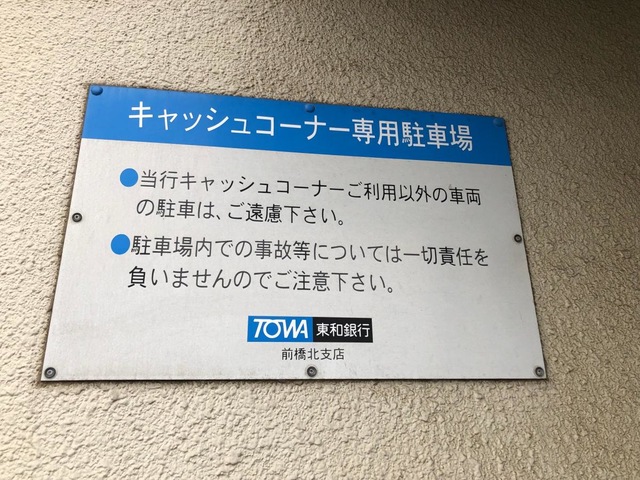 キャッシュコーナー専用駐車場
●当行キャッシュコーナーご利用以外の車両
の駐車は、ご遠慮下さい。
●駐車場内での事故等については一切責任を
負いませんのでご注意下さい。
TOWA 東和銀行
前橋北支店